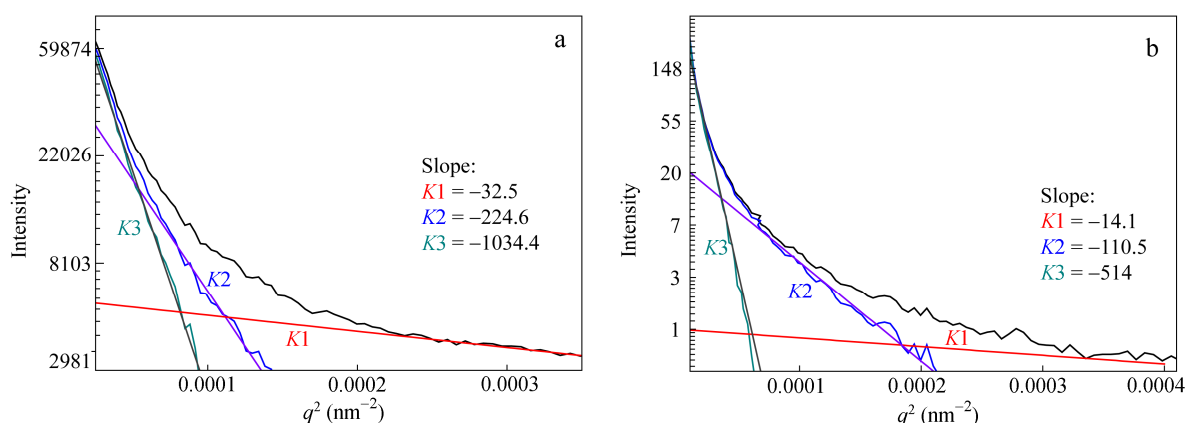 a
59874
22026
8103
2981
Intensity
Slope:
K1 = −32.5
K2 = −224.6
K3 = −1034.4
K3
K2
K1
0.0001
0.0002
0.0003
q² (nm⁻²)
b
148
55
20
7
3
1
Intensity
Slope:
K1 = −14.1
K2 = −110.5
K3 = −514
K3
K2
K1
0.0001
0.0002
0.0003
0.0004
q² (nm⁻²)